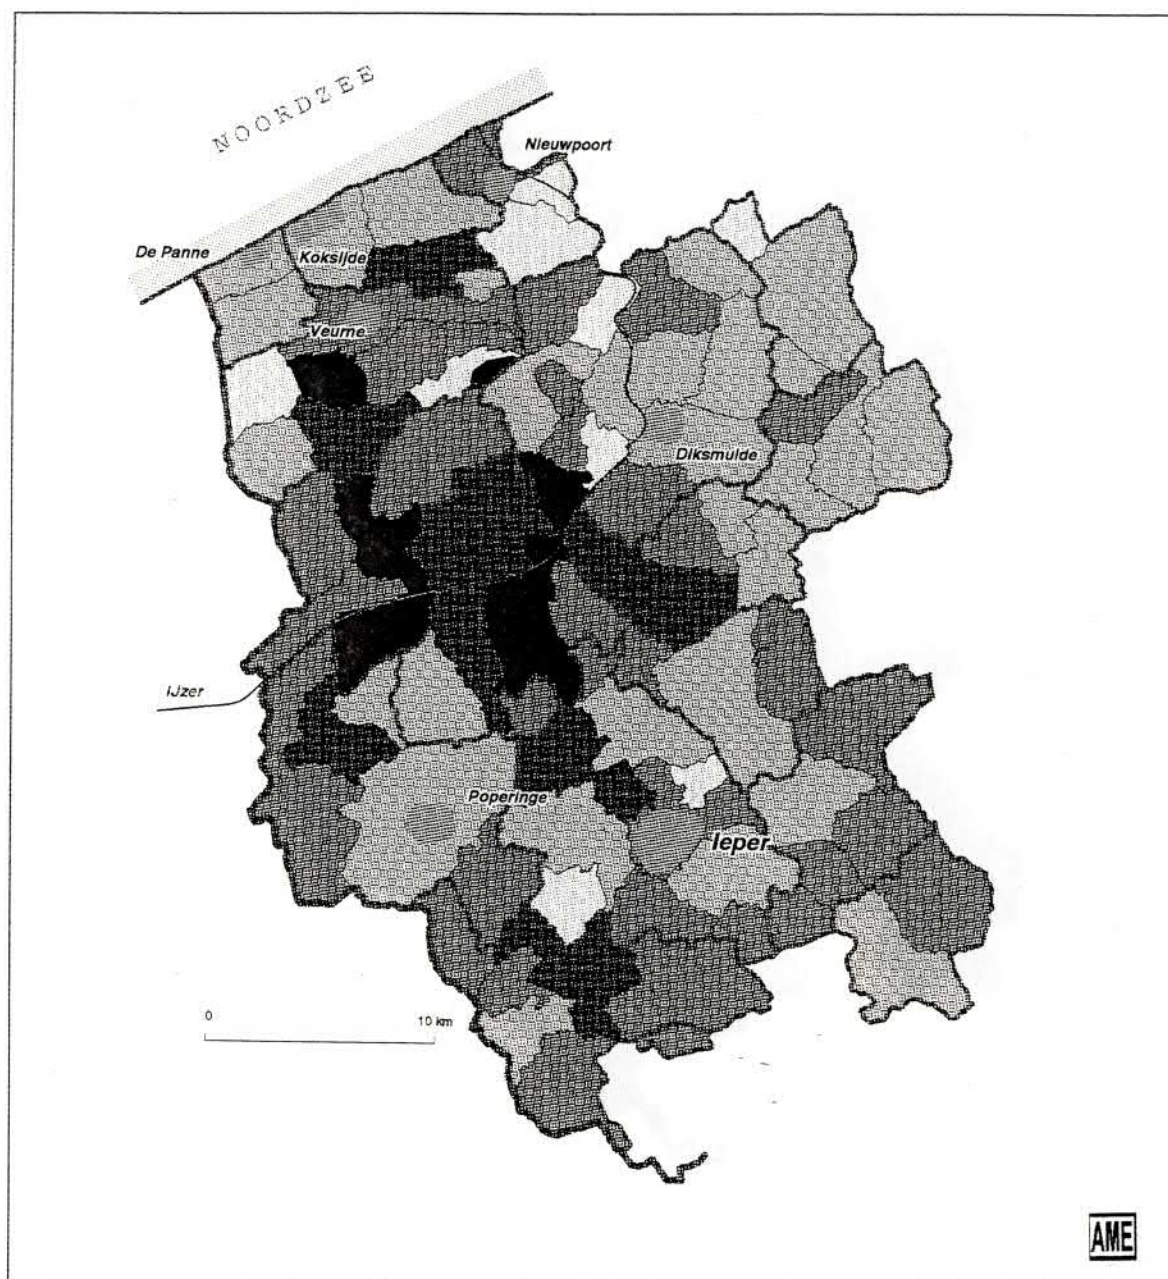 NOORDZEE
Nieuwpoort
De Panne
Koksijde
Veurne
Diksmuide
IJzer
Poperinge
Ieper
0 10 km
AME